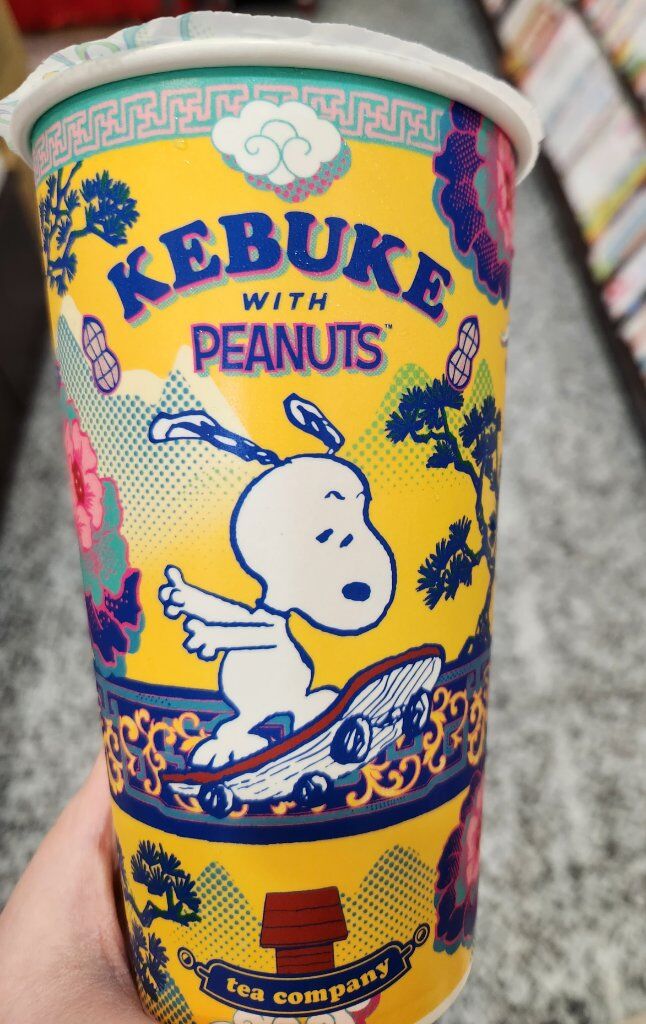 KEBUKE
WITH
PEANUTS™
tea company